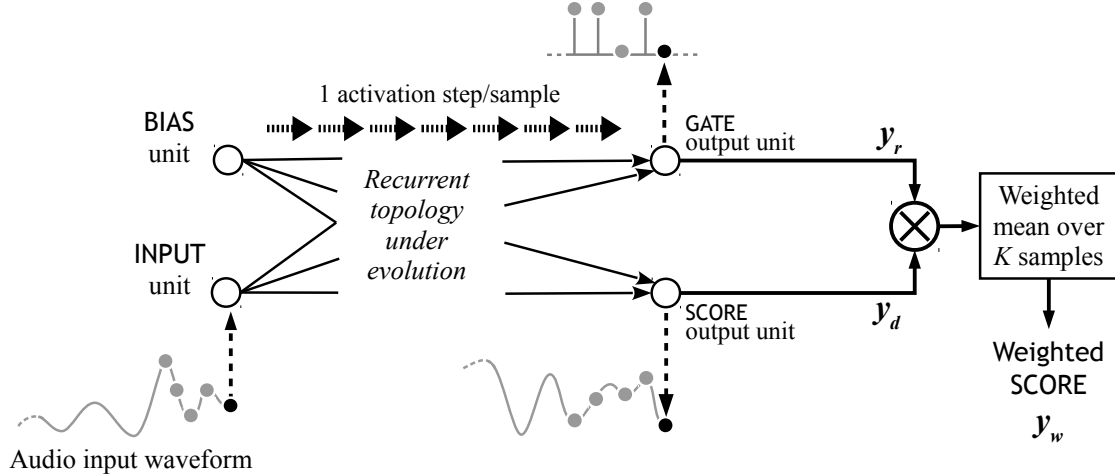 1 activation step/sample
BIAS
unit
GATE
output unit
y_r
Recurrent
topology
under
evolution
Weighted
mean over
K samples
INPUT
unit
SCORE
output unit
y_d
Weighted
SCORE
y_w
Audio input waveform